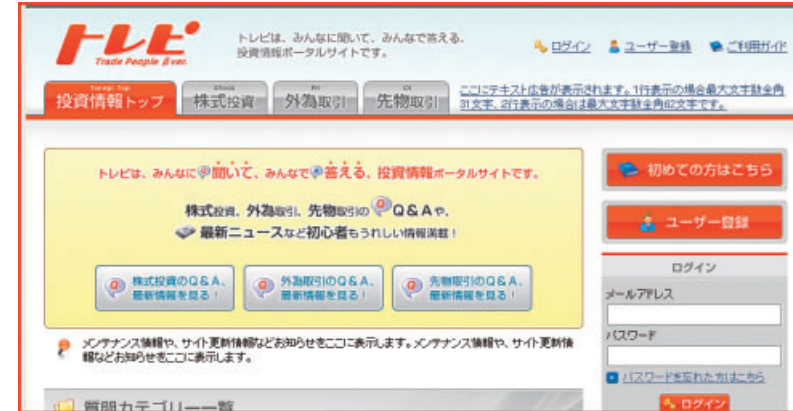 トレピ
Trade People β ver.
トレピは、みんなに聞いて、みんなで答える、
投資情報ポータルサイトです。
ログイン ユーザー登録 ご利用ガイド
投資情報トップ 株式投資 外為取引 先物取引
ここにテキスト広告が表示されます。1行表示の場合最大文字数全角
31文字、2行表示の場合は最大文字数全角62文字です。
トレピは、みんなに聞いて、みんなで答える、投資情報ポータルサイトです。
株式投資、外為取引、先物取引のQ&Aや、
最新ニュースなど初心者もうれしい情報満載!
株式投資のQ&A、
最新情報を見る!
外為取引のQ&A、
最新情報を見る!
先物取引のQ&A、
最新情報を見る!
メンテナンス情報や、サイト更新情報などお知らせをここに表示します。メンテナンス情報や、サイト更新情
報などお知らせをここに表示します。
質問カテゴリー一覧
初めての方はこちら
ユーザー登録
ログイン
メールアドレス
パスワード
パスワードを忘れた方はこちら
ログイン